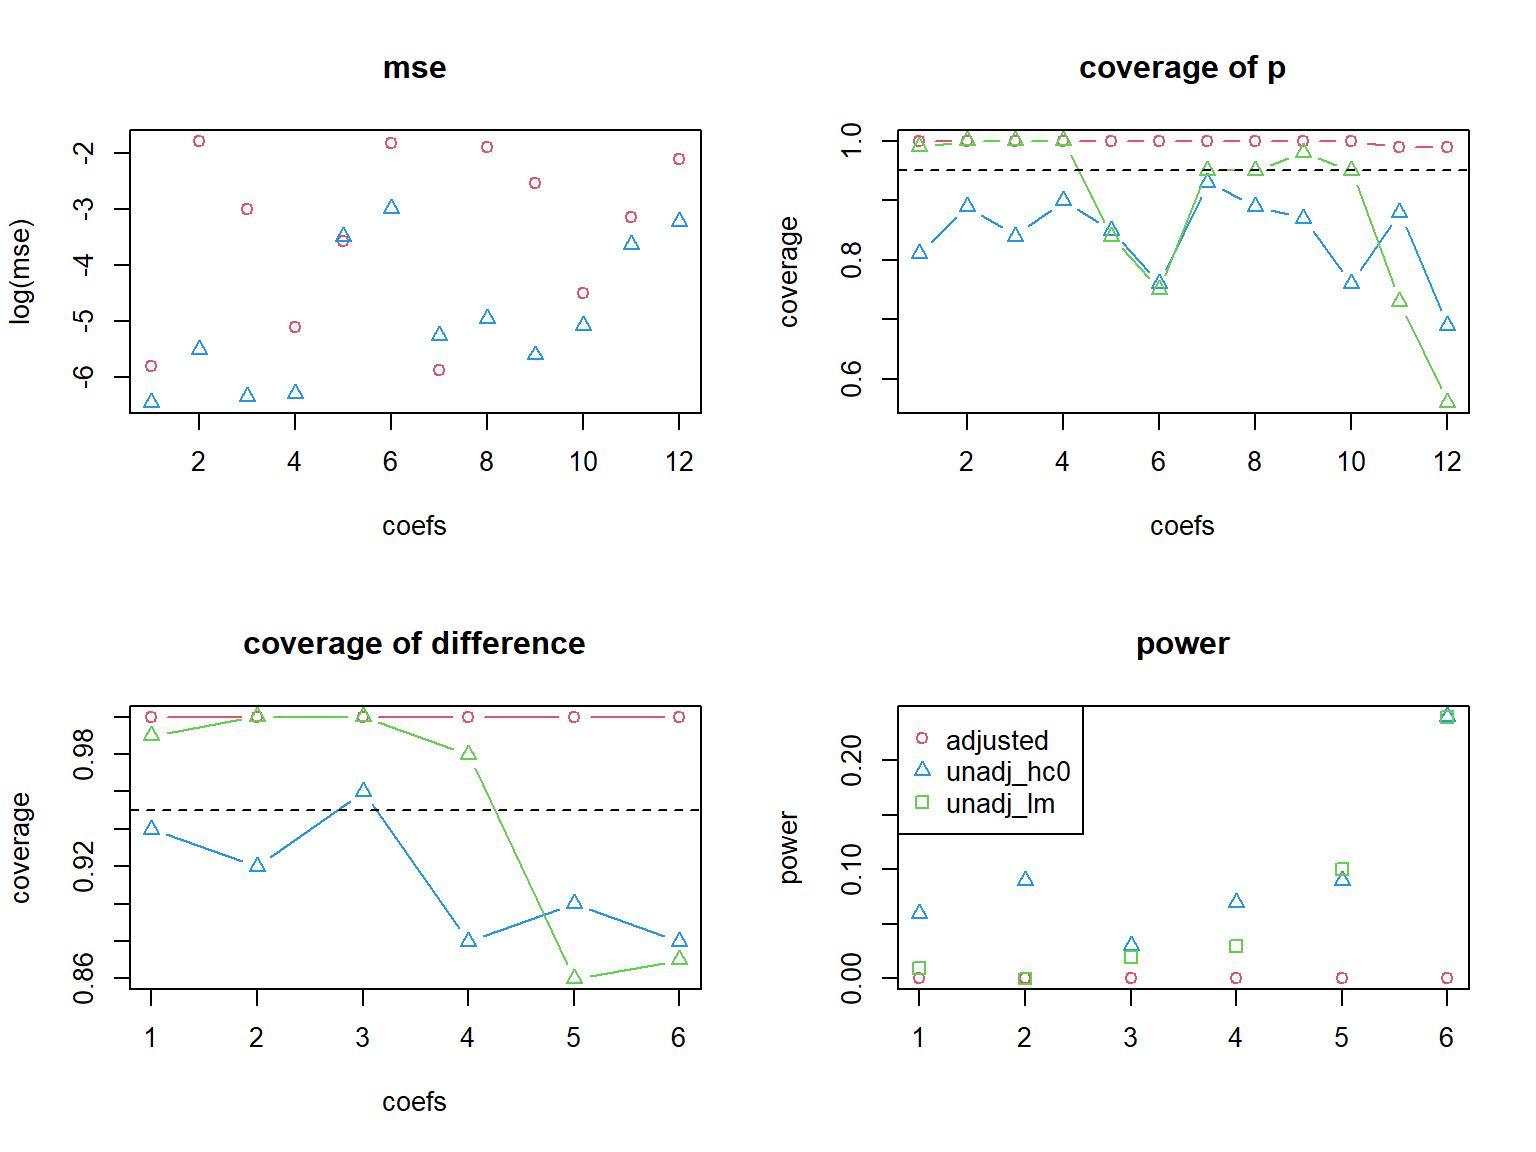 mse
log(mse)
-2
-3
-4
-5
-6
2 4 6 8 10 12
coefs
coverage of p
coverage
1.0
0.8
0.6
2 4 6 8 10 12
coefs
coverage of difference
coverage
0.98
0.92
0.86
1 2 3 4 5 6
coefs
power
power
0.20
0.10
0.00
adjusted
unadj_hc0
unadj_lm
1 2 3 4 5 6